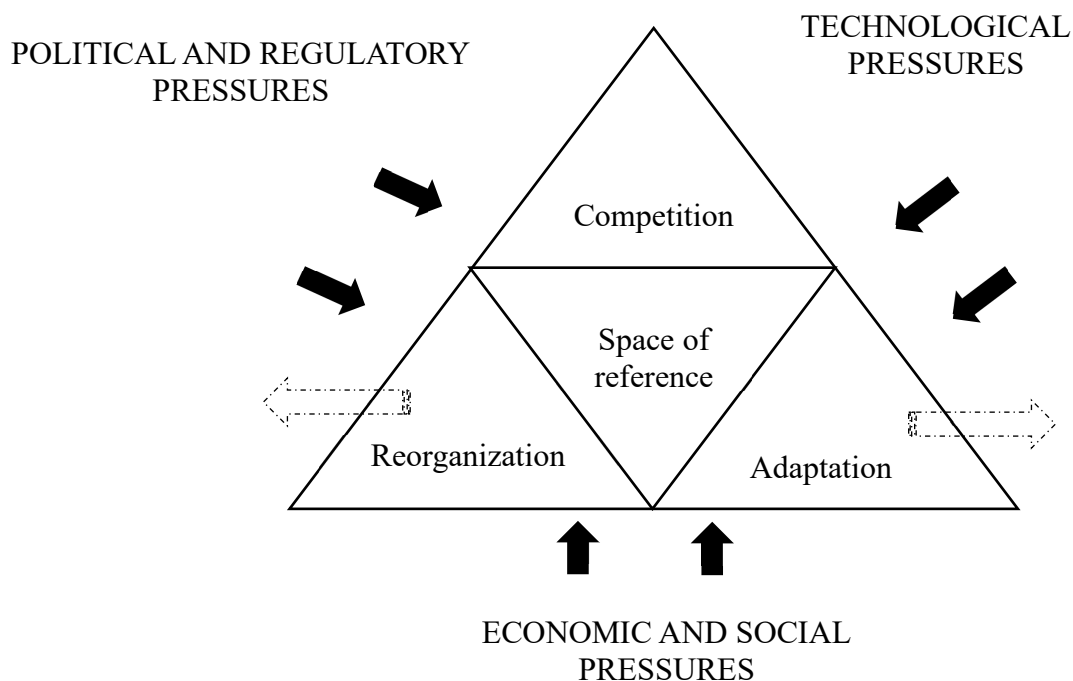 POLITICAL AND REGULATORY
PRESSURES
TECHNOLOGICAL
PRESSURES
Competition
Space of
reference
Reorganization
Adaptation
ECONOMIC AND SOCIAL
PRESSURES